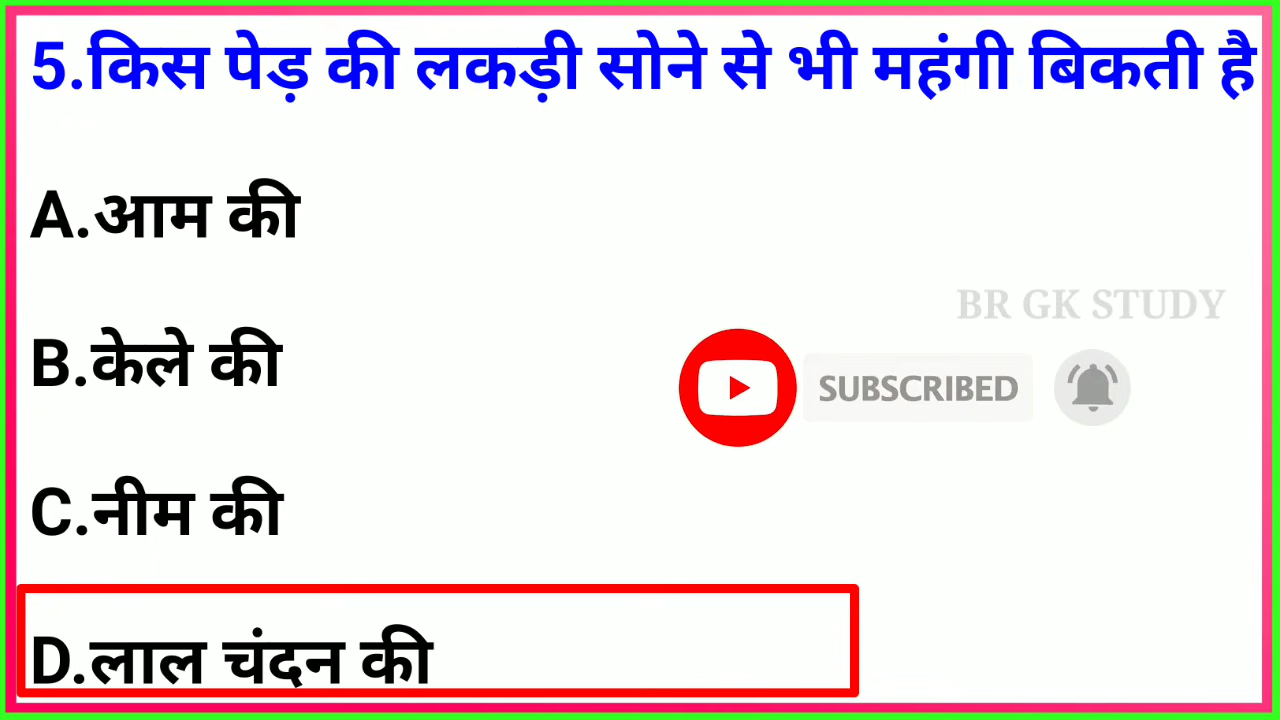 5.किस पेड़ की लकड़ी सोने से भी महंगी बिकती है
A.आम की
BR GK STUDY
B.केले की
SUBSCRIBED
C.नीम की
D.लाल चंदन की